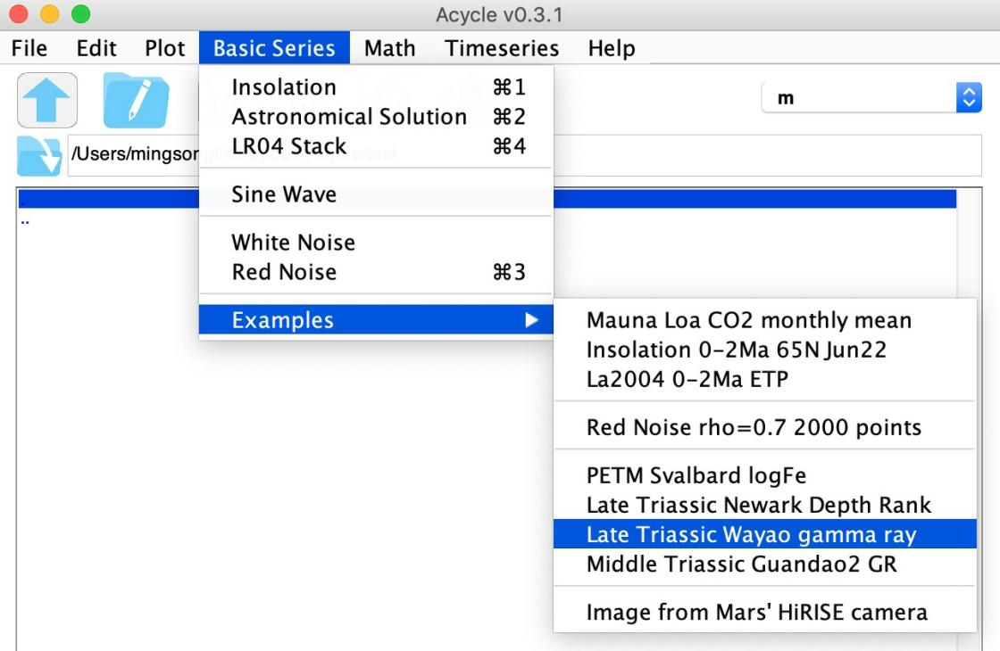 Acycle v0.3.1
File Edit Plot Basic Series Math Timeseries Help
m
/Users/mingsong
..
Insolation ⌘1
Astronomical Solution ⌘2
LR04 Stack ⌘4
Sine Wave
White Noise
Red Noise ⌘3
Examples ▶
Mauna Loa CO2 monthly mean
Insolation 0-2Ma 65N Jun22
La2004 0-2Ma ETP
Red Noise rho=0.7 2000 points
PETM Svalbard logFe
Late Triassic Newark Depth Rank
Late Triassic Wayao gamma ray
Middle Triassic Guandao2 GR
Image from Mars' HiRISE camera